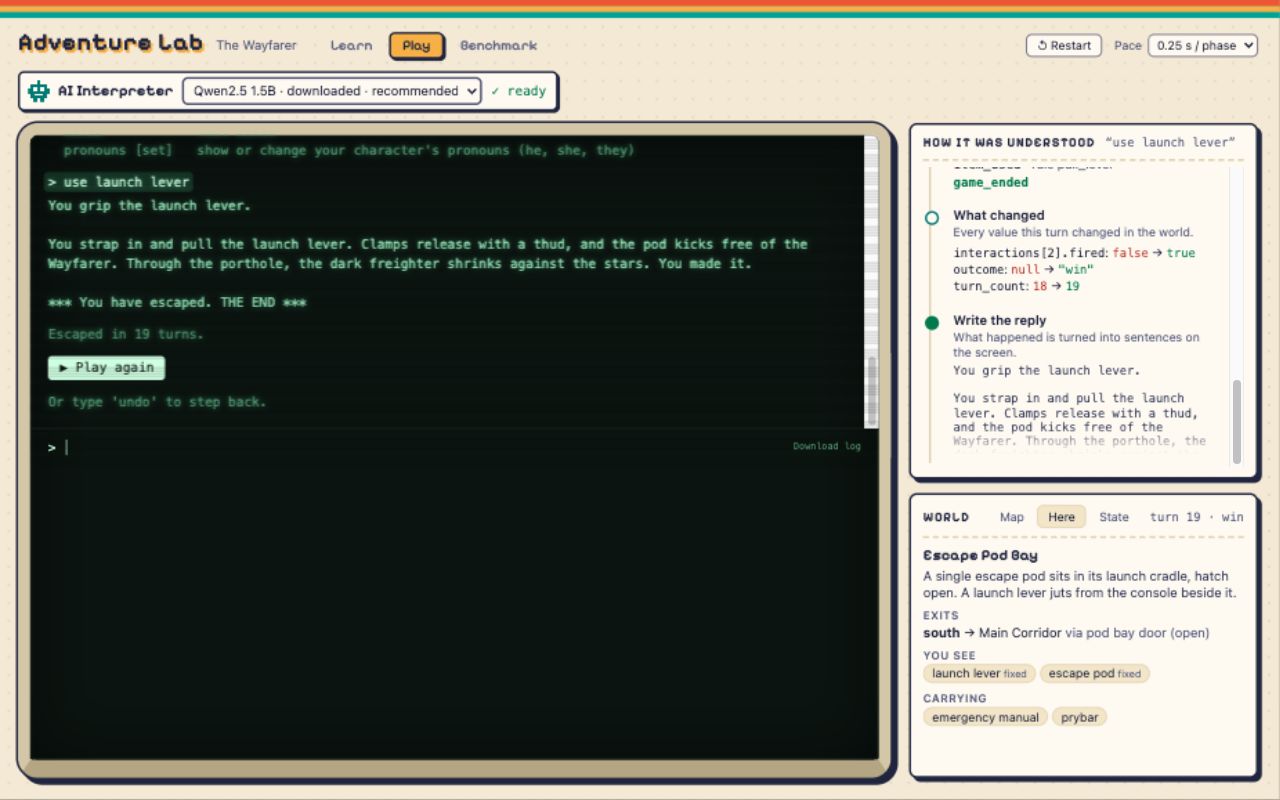 Adventure Lab The Wayfarer Learn Play Benchmark
↺ Restart Pace 0.25 s / phase
AI Interpreter Qwen2.5 1.5B · downloaded · recommended ✓ ready
pronouns [set] show or change your character's pronouns (he, she, they)
> use launch lever
You grip the launch lever.
You strap in and pull the launch lever. Clamps release with a thud, and the pod kicks free of the
Wayfarer. Through the porthole, the dark freighter shrinks against the stars. You made it.
*** You have escaped. THE END ***
Escaped in 19 turns.
▶ Play again
Or type 'undo' to step back.
>
Download log
HOW IT WAS UNDERSTOOD "use launch lever"
game_ended
What changed
Every value this turn changed in the world.
interactions[2].fired: false → true
outcome: null → "win"
turn_count: 18 → 19
Write the reply
What happened is turned into sentences on
the screen.
You grip the launch lever.
You strap in and pull the launch
lever. Clamps release with a thud,
and the pod kicks free of the
Wayfarer. Through the porthole, the
WORLD Map Here State turn 19 · win
Escape Pod Bay
A single escape pod sits in its launch cradle, hatch
open. A launch lever juts from the console beside it.
EXITS
south → Main Corridor via pod bay door (open)
YOU SEE
launch lever fixed escape pod fixed
CARRYING
emergency manual prybar